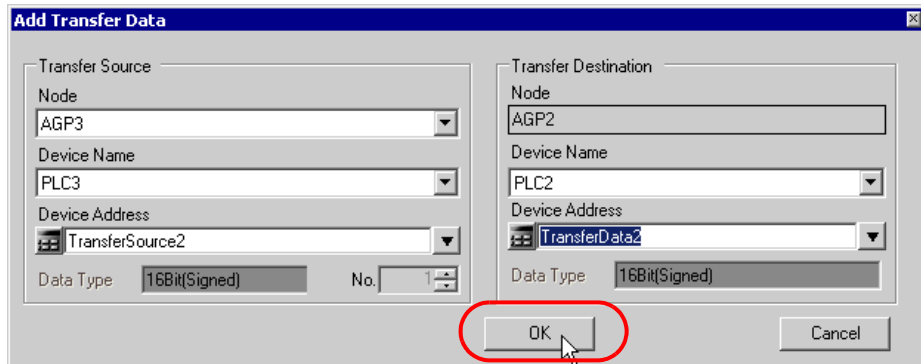 Add Transfer Data
Transfer Source
Node
AGP3
Device Name
PLC3
Device Address
TransferSource2
Data Type 16Bit(Signed) No. 1
Transfer Destination
Node
AGP2
Device Name
PLC2
Device Address
TransferData2
Data Type 16Bit(Signed)
OK Cancel